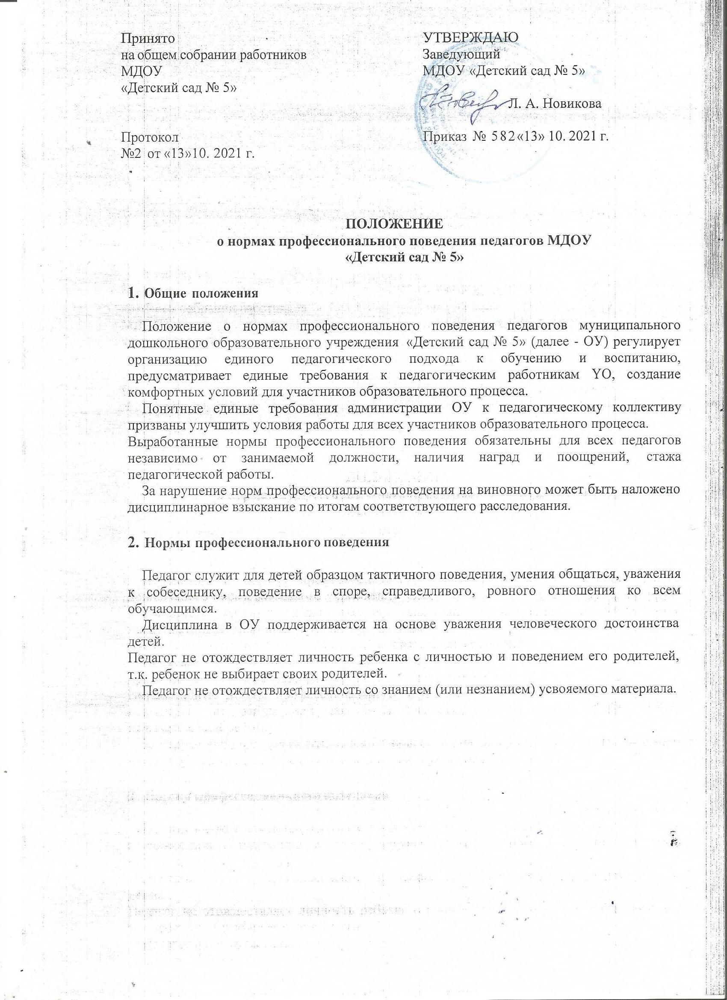 Принято
на общем собрании работников
МДОУ
«Детский сад № 5»
Протокол
№2 от «13»10. 2021 г.
УТВЕРЖДАЮ
Заведующий
МДОУ «Детский сад № 5»
Л. А. Новикова
Приказ № 582«13» 10. 2021 г.
ПОЛОЖЕНИЕ
о нормах профессионального поведения педагогов МДОУ
«Детский сад № 5»
1. Общие положения
Положение о нормах профессионального поведения педагогов муниципального
дошкольного образовательного учреждения «Детский сад № 5» (далее - ОУ) регулирует
организацию единого педагогического подхода к обучению и воспитанию,
предусматривает единые требования к педагогическим работникам YO, создание
комфортных условий для участников образовательного процесса.
Понятные единые требования администрации ОУ к педагогическому коллективу
призваны улучшить условия работы для всех участников образовательного процесса.
Выработанные нормы профессионального поведения обязательны для всех педагогов
независимо от занимаемой должности, наличия наград и поощрений, стажа
педагогической работы.
За нарушение норм профессионального поведения на виновного может быть наложено
дисциплинарное взыскание по итогам соответствующего расследования.
2. Нормы профессионального поведения
Педагог служит для детей образцом тактичного поведения, умения общаться, уважения
к собеседнику, поведение в споре, справедливого, ровного отношения ко всем
обучающимся.
Дисциплина в ОУ поддерживается на основе уважения человеческого достоинства
детей.
Педагог не отождествляет личность ребенка с личностью и поведением его родителей,
т.к. ребенок не выбирает своих родителей.
Педагог не отождествляет личность со знанием (или незнанием) усвояемого материала.